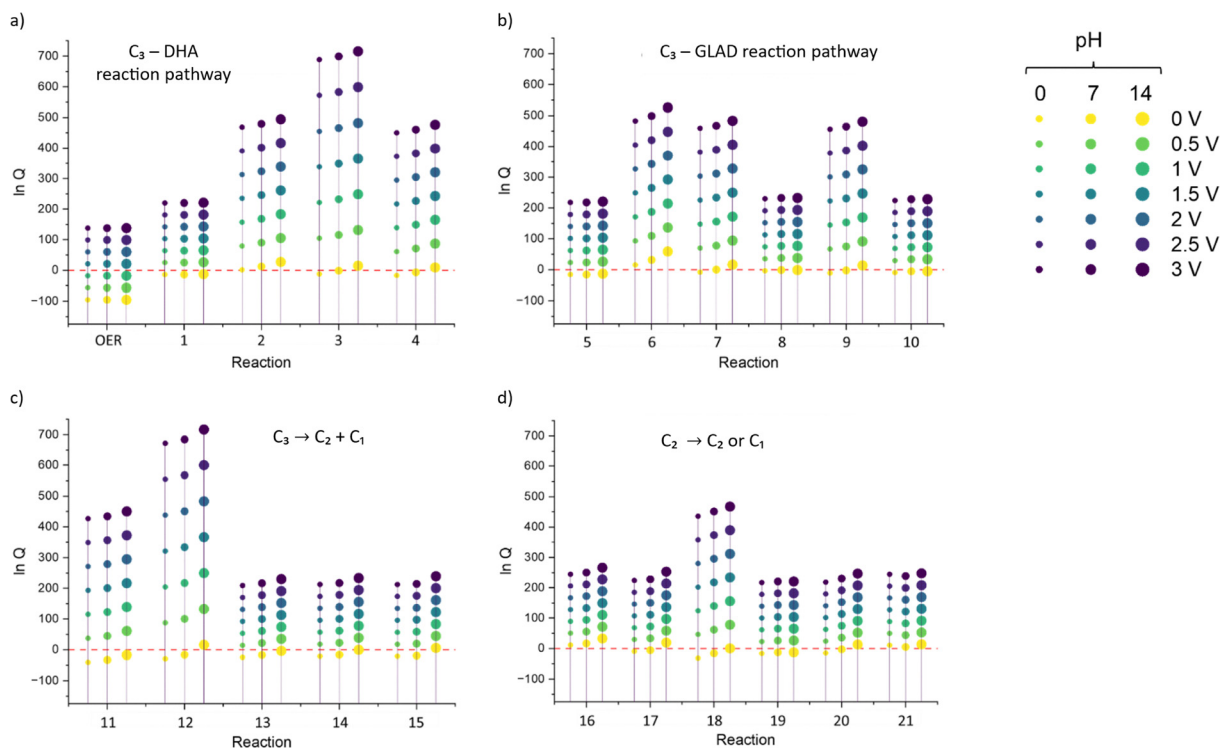 a)
C₃ – DHA
reaction pathway
700
600
500
400
300
200
100
0
−100
ln Q
OER 1 2 3 4
Reaction
b)
C₃ – GLAD reaction pathway
700
600
500
400
300
200
100
0
−100
ln Q
5 6 7 8 9 10
Reaction
pH
0 7 14
0 V
0.5 V
1 V
1.5 V
2 V
2.5 V
3 V
c)
C₃ → C₂ + C₁
700
600
500
400
300
200
100
0
−100
ln Q
11 12 13 14 15
Reaction
d)
C₂ → C₂ or C₁
700
600
500
400
300
200
100
0
−100
ln Q
16 17 18 19 20 21
Reaction